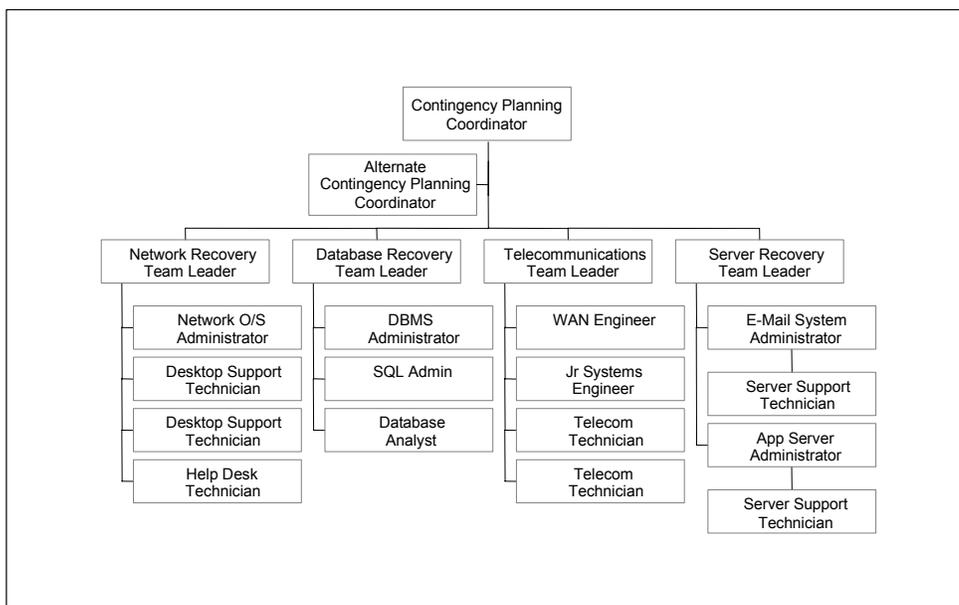 Contingency Planning
Coordinator
Alternate
Contingency Planning
Coordinator
Network Recovery
Team Leader
Database Recovery
Team Leader
Telecommunications
Team Leader
Server Recovery
Team Leader
Network O/S
Administrator
Desktop Support
Technician
Desktop Support
Technician
Help Desk
Technician
DBMS
Administrator
SQL Admin
Database
Analyst
WAN Engineer
Jr Systems
Engineer
Telecom
Technician
Telecom
Technician
E-Mail System
Administrator
Server Support
Technician
App Server
Administrator
Server Support
Technician